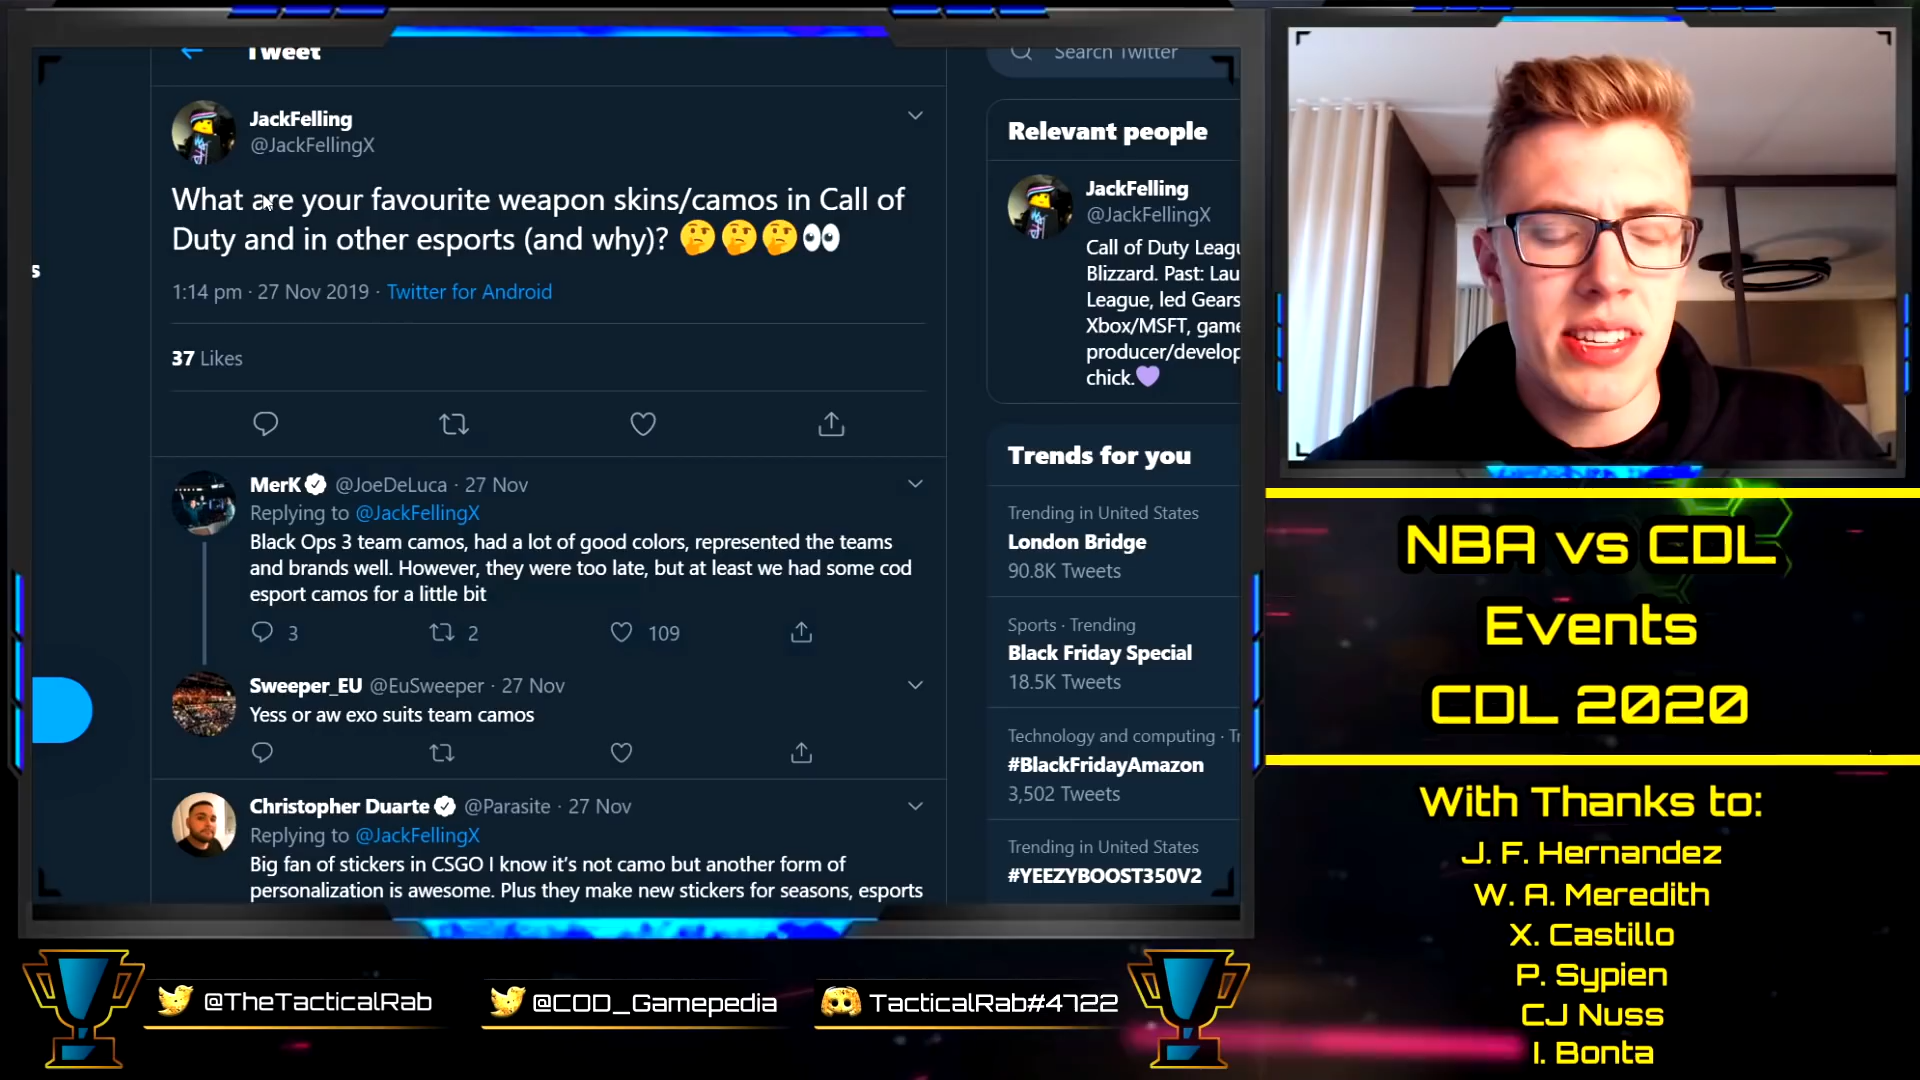 Tweet
JackFelling
@JackFellingX
What are your favourite weapon skins/camos in Call of
Duty and in other esports (and why)? 🤔🤔🤔👀
1:14 pm · 27 Nov 2019 · Twitter for Android
37 Likes
MerK @JoeDeLuca · 27 Nov
Replying to @JackFellingX
Black Ops 3 team camos, had a lot of good colors, represented the teams
and brands well. However, they were too late, but at least we had some cod
esport camos for a little bit
3 2 109
Sweeper_EU @EuSweeper · 27 Nov
Yess or aw exo suits team camos
Christopher Duarte @Parasite · 27 Nov
Replying to @JackFellingX
Big fan of stickers in CSGO I know it's not camo but another form of
personalization is awesome. Plus they make new stickers for seasons, esports
s
Search Twitter
Relevant people
JackFelling
@JackFellingX
Call of Duty Leagu
Blizzard. Past: Lau
League, led Gears
Xbox/MSFT, game
producer/develop
chick.💜
Trends for you
Trending in United States
London Bridge
90.8K Tweets
Sports · Trending
Black Friday Special
18.5K Tweets
Technology and computing · Tr
#BlackFridayAmazon
3,502 Tweets
Trending in United States
#YEEZYBOOST350V2
NBA vs CDL
Events
CDL 2020
With Thanks to:
J. F. Hernandez
W. A. Meredith
X. Castillo
P. Sypien
CJ Nuss
I. Bonta
@TheTacticalRab
@COD_Gamepedia
TacticalRab#4722